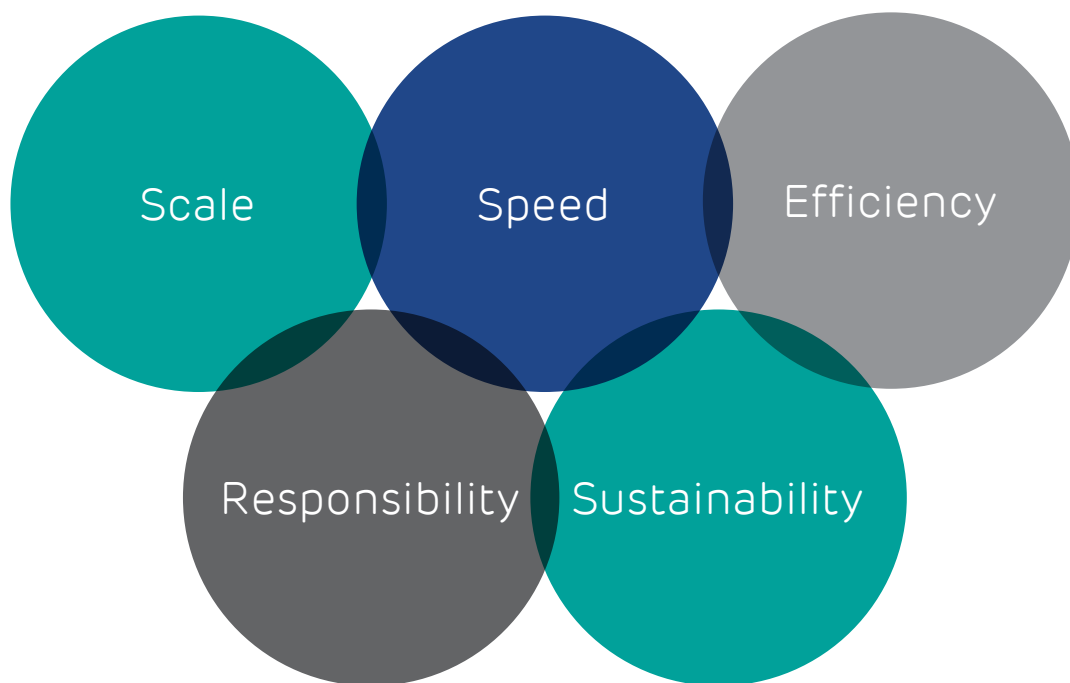 Scale
Speed
Efficiency
Responsibility
Sustainability